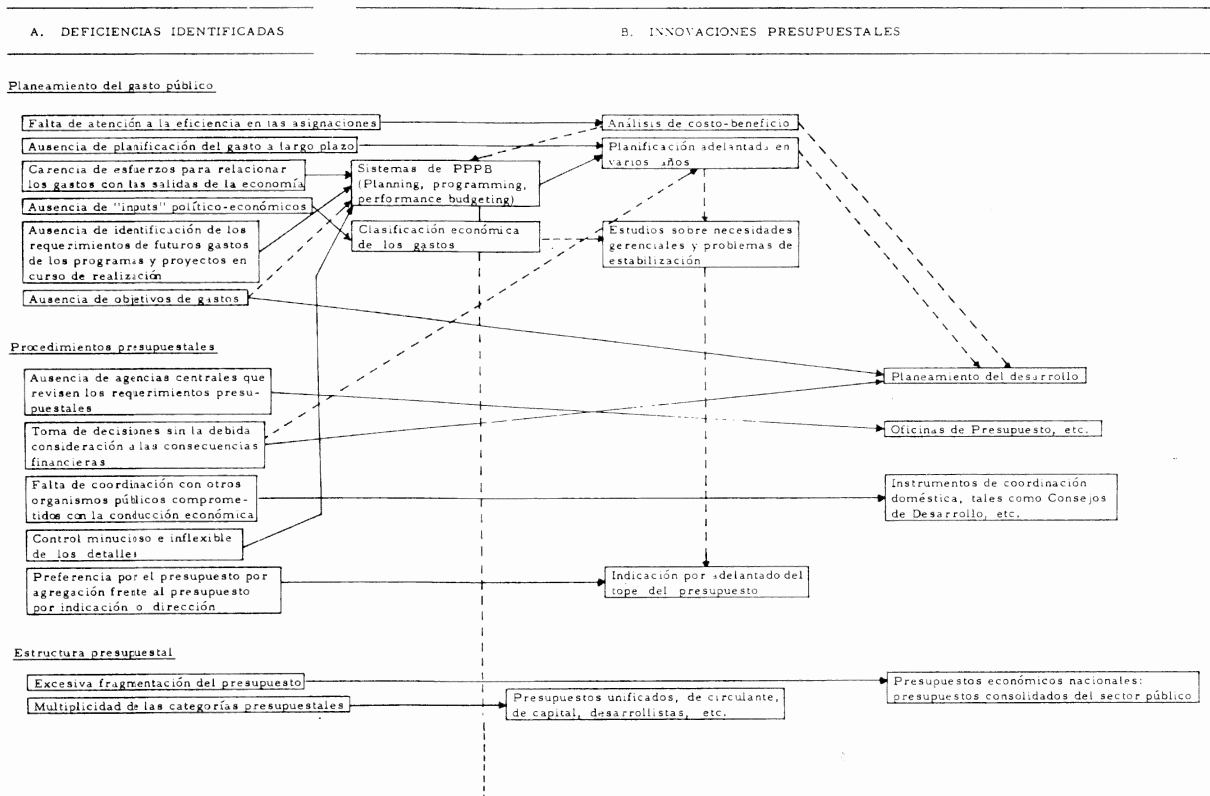 A. DEFICIENCIAS IDENTIFICADAS
B. INNOVACIONES PRESUPUESTALES
Planeamiento del gasto público
Falta de atención a la eficiencia en las asignaciones
Ausencia de planificación del gasto a largo plazo
Carencia de esfuerzos para relacionar
los gastos con las salidas de la economía
Ausencia de "inputs" político-económicos
Ausencia de identificación de los
requerimientos de futuros gastos
de los programas y proyectos en
curso de realización
Ausencia de objetivos de gastos
Sistemas de PPPB
(Planning, programming,
performance budgeting)
Clasificación económica
de los gastos
Análisis de costo-beneficio
Planificación adelantada en
varios años
Estudios sobre necesidades
gerenciales y problemas de
estabilización
Procedimientos presupuestales
Ausencia de agencias centrales que
revisen los requerimientos presu-
puestales
Toma de decisiones sin la debida
consideración a las consecuencias
financieras
Falta de coordinación con otros
organismos públicos comprome-
tidos con la conducción económica
Control minucioso e inflexible
de los detalles
Preferencia por el presupuesto por
agregación frente al presupuesto
por indicación o dirección
Indicación por adelantado del
tope del presupuesto
Planeamiento del desarrollo
Oficinas de Presupuesto, etc.
Instrumentos de coordinación
doméstica, tales como Consejos
de Desarrollo, etc.
Estructura presupuestal
Excesiva fragmentación del presupuesto
Multiplicidad de las categorías presupuestales
Presupuestos unificados, de circulante,
de capital, desarrollistas, etc.
Presupuestos económicos nacionales:
presupuestos consolidados del sector público